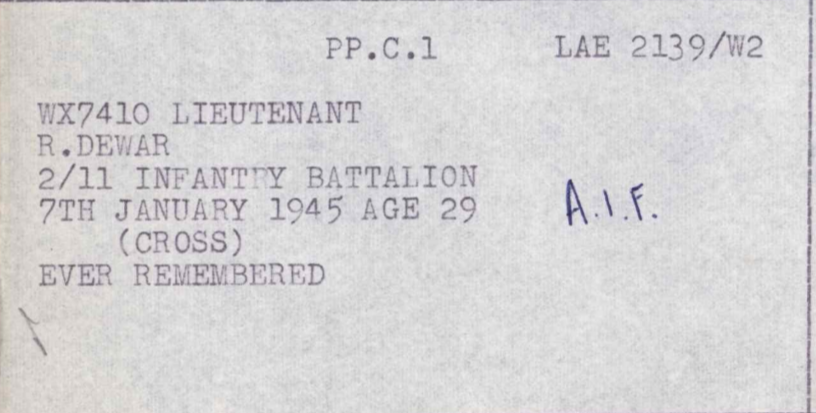 PP.C.1 LAE 2139/W2
WX7410 LIEUTENANT
R.DEWAR
2/11 INFANTRY BATTALION
7TH JANUARY 1945 AGE 29 A.I.F.
(CROSS)
EVER REMEMBERED